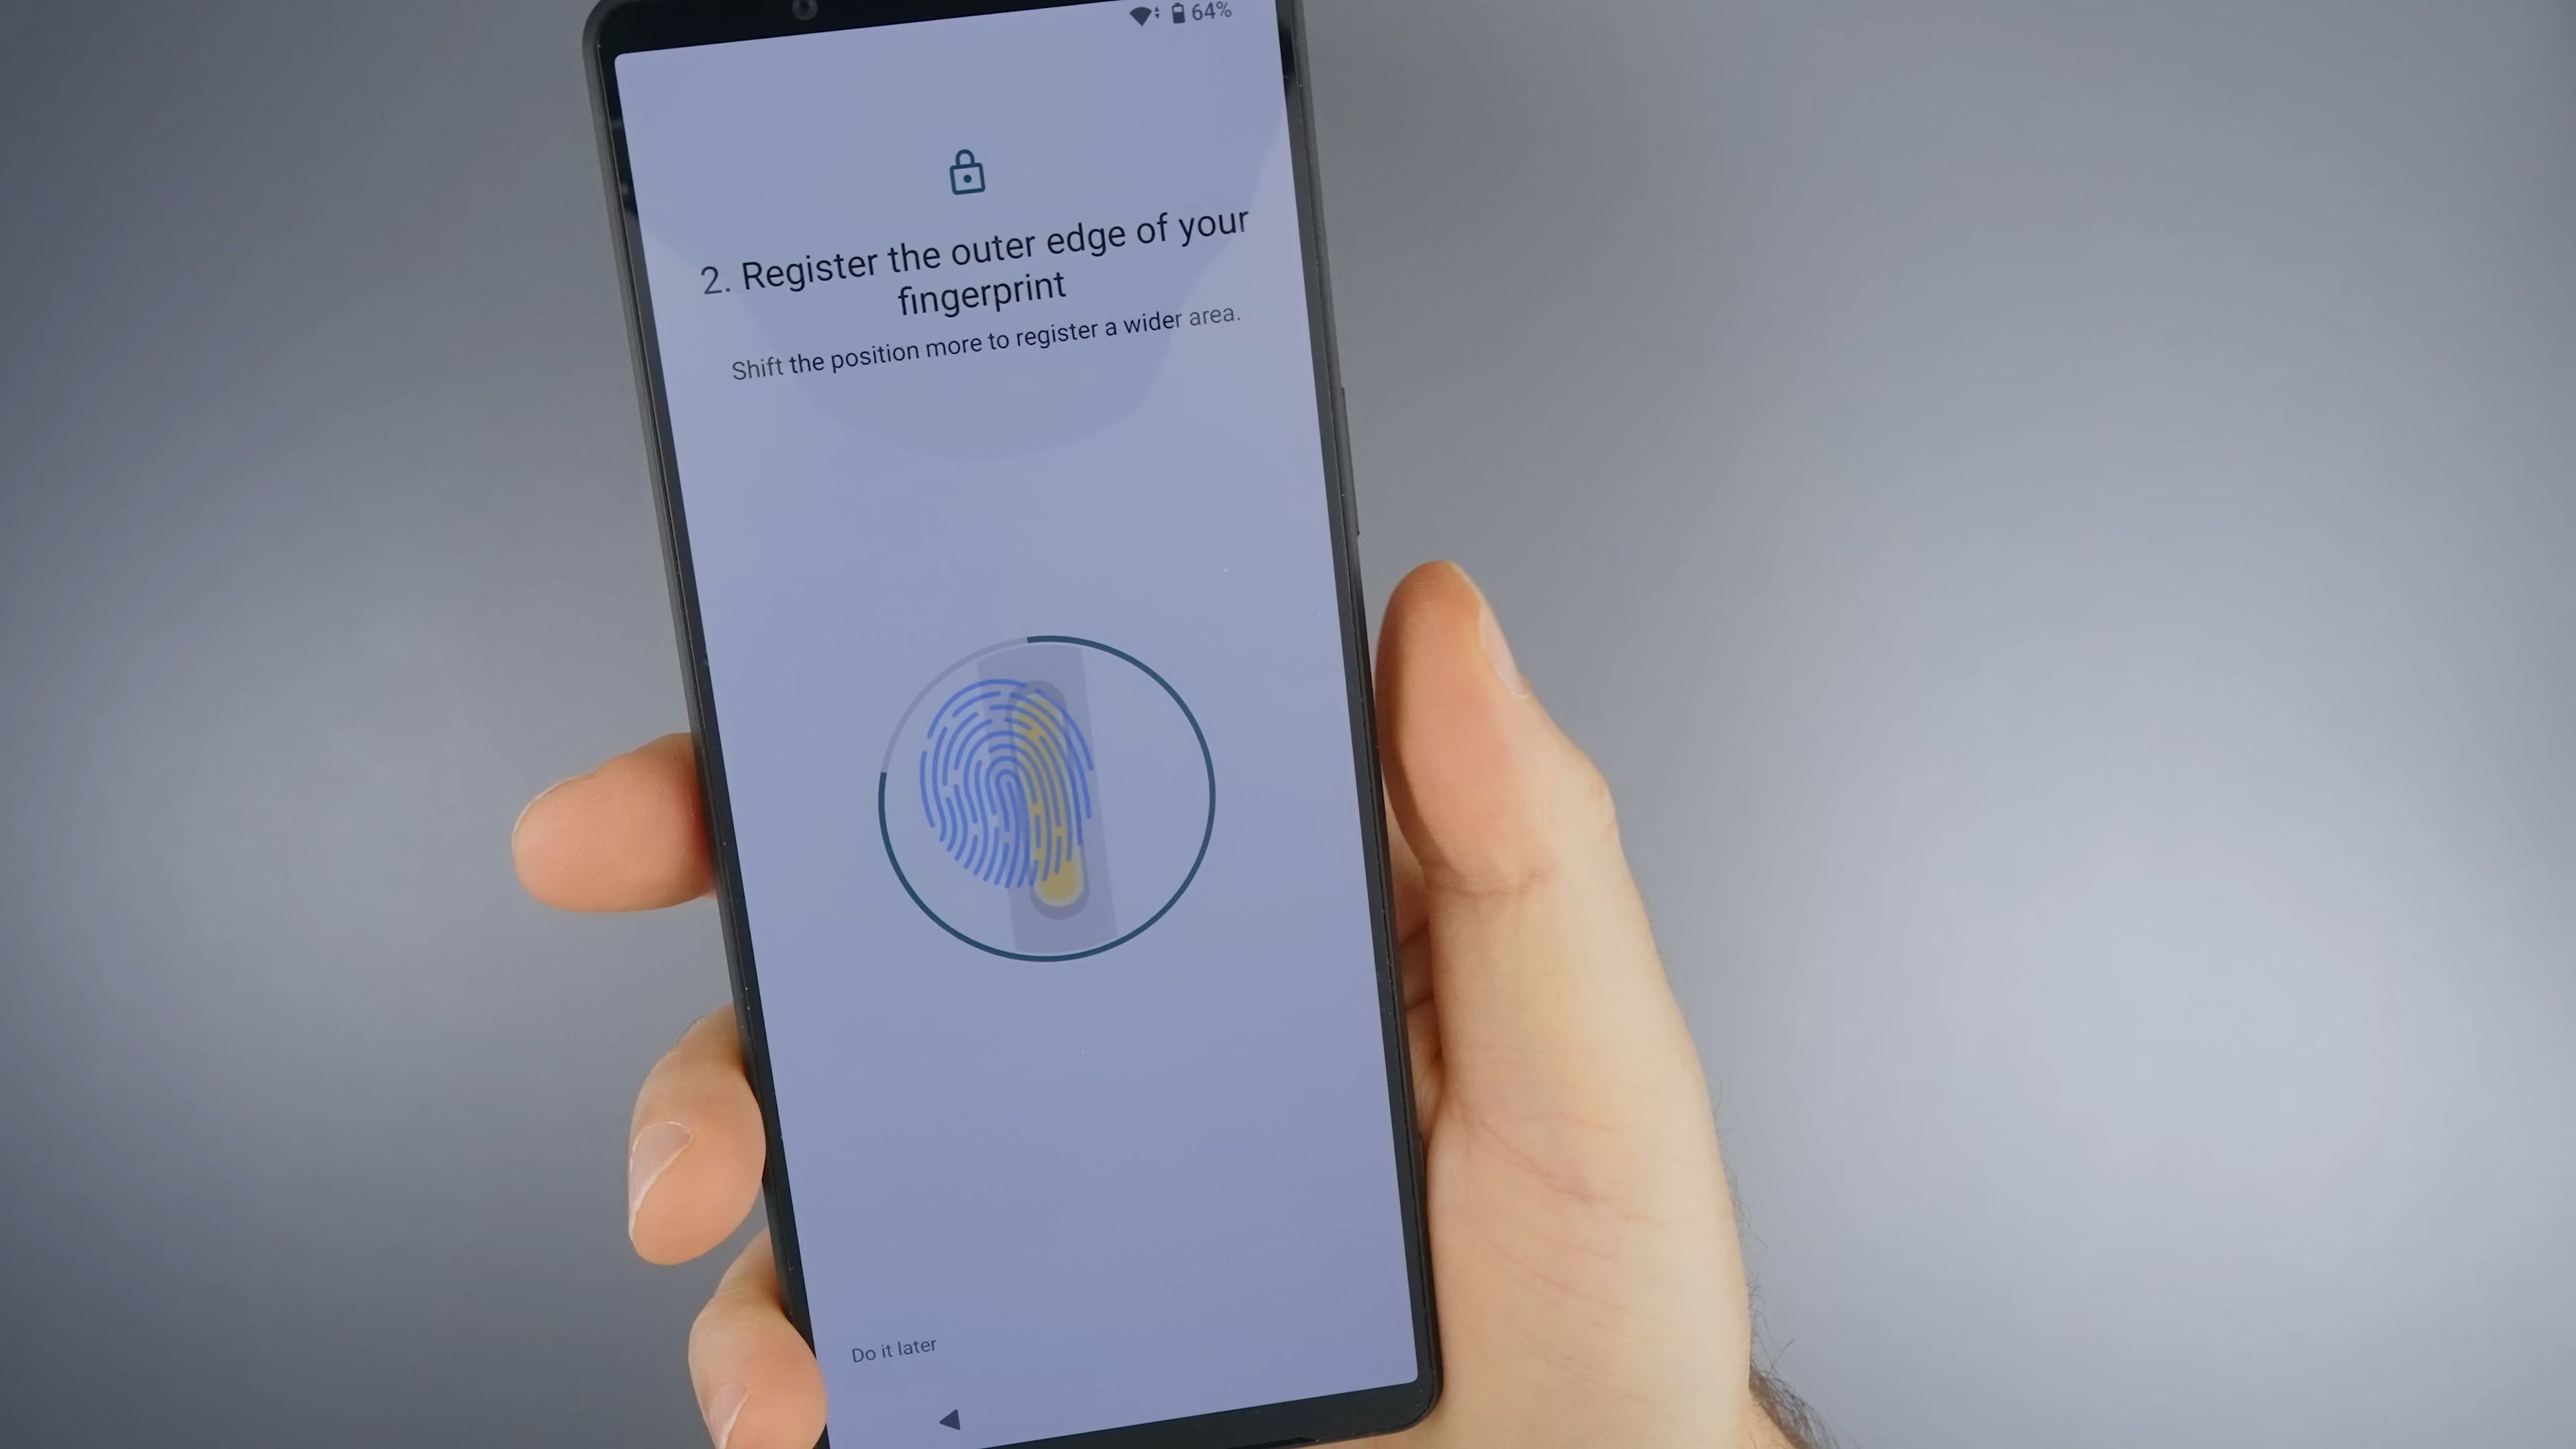 64%
2. Register the outer edge of your
fingerprint
Shift the position more to register a wider area.
Do it later